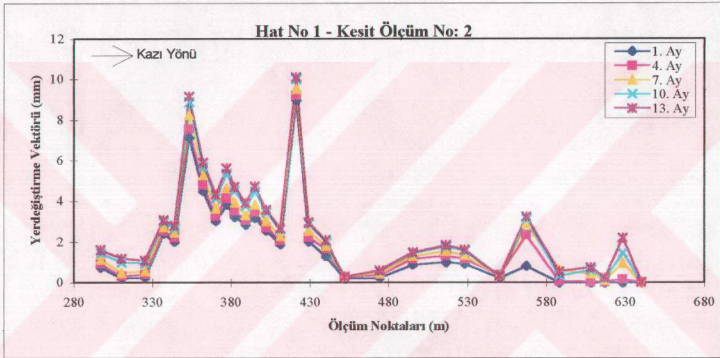 Hat No 1 - Kesit Ölçüm No: 2
Kazı Yönü
1. Ay
4. Ay
7. Ay
10. Ay
13. Ay
Yerdeğiştirme Vektörü (mm)
12
10
8
6
4
2
0
280 330 380 430 480 530 580 630 680
Ölçüm Noktaları (m)